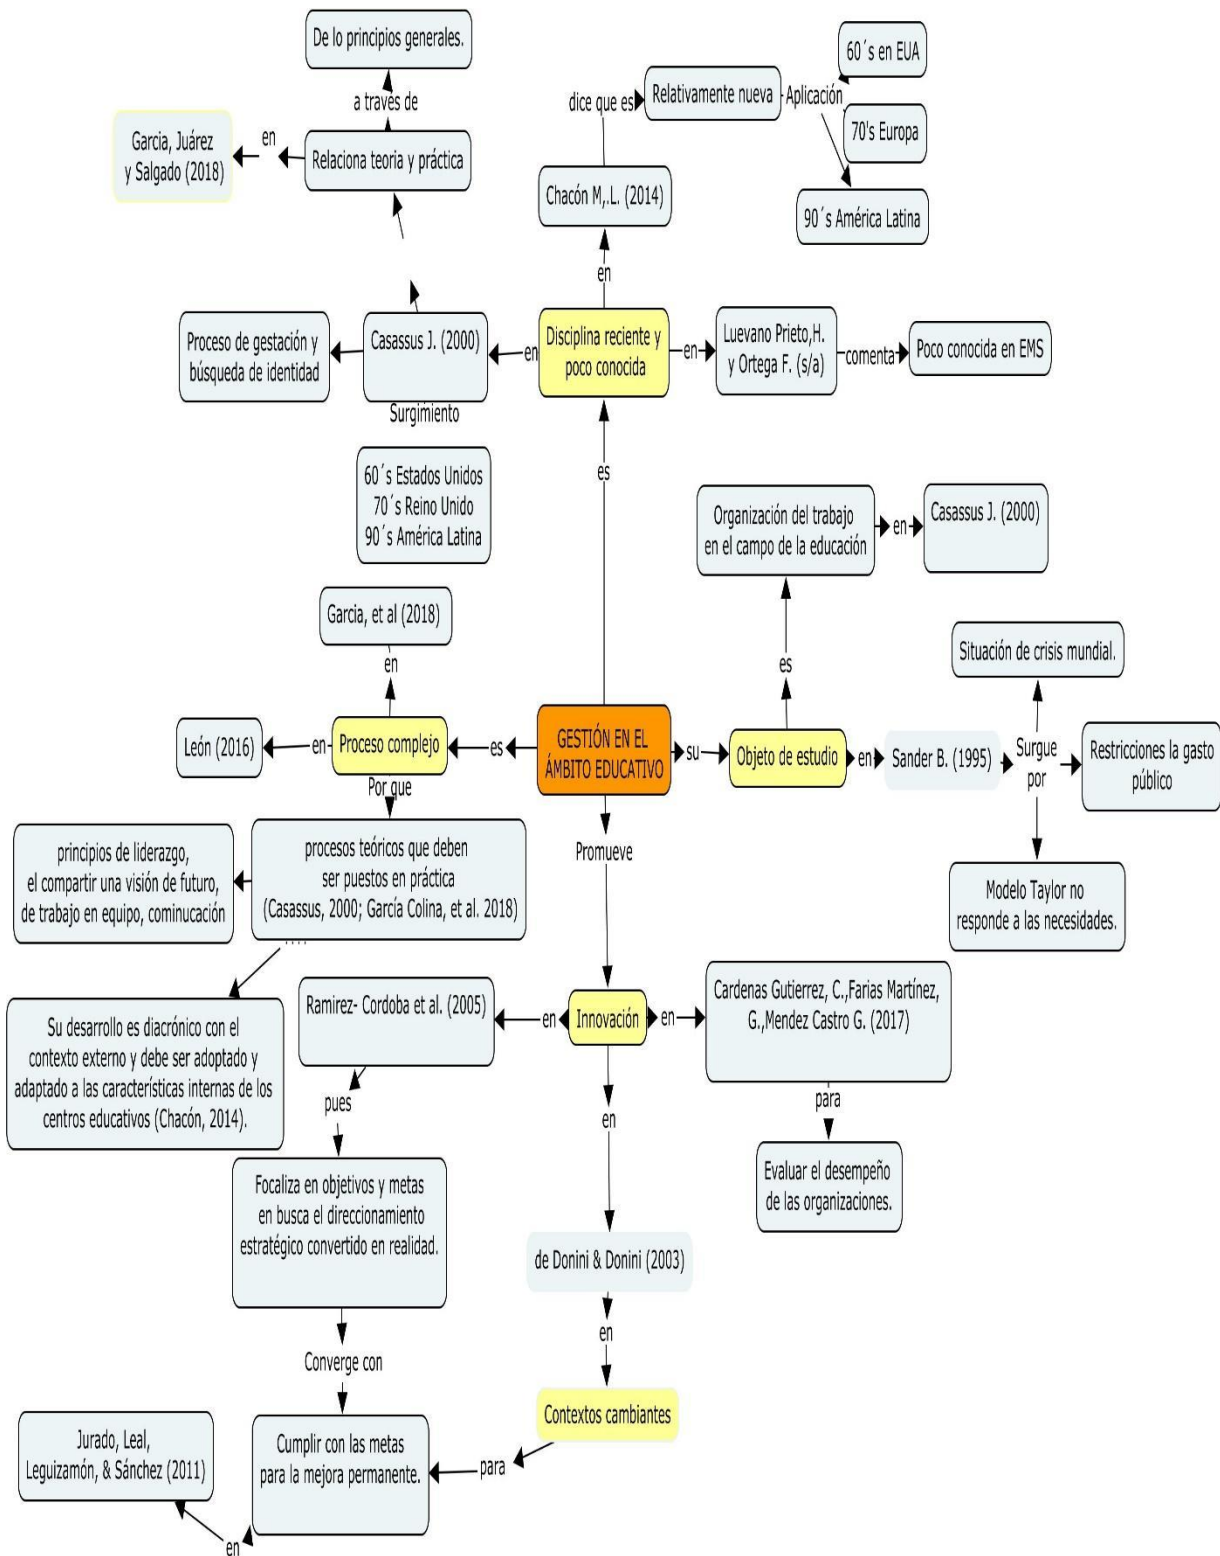 De lo principios generales.
a través de
Garcia, Juárez
y Salgado (2018)
en
Relaciona teoria y práctica
dice que es
Relativamente nueva
Aplicación
60´s en EUA
70's Europa
90´s América Latina
Chacón M,.L. (2014)
en
Proceso de gestación y
búsqueda de identidad
Casassus J. (2000)
en
Disciplina reciente y
poco conocida
en
Luevano Prieto,H.
y Ortega F. (s/a)
comenta
Poco conocida en EMS
Surgimiento
60´s Estados Unidos
70´s Reino Unido
90´s América Latina
es
Organización del trabajo
en el campo de la educación
en
Casassus J. (2000)
Garcia, et al (2018)
en
es
Situación de crisis mundial.
León (2016)
en
Proceso complejo
es
GESTIÓN EN EL
ÁMBITO EDUCATIVO
su
Objeto de estudio
en
Sander B. (1995)
Surgue
por
Restricciones la gasto
público
Por que
Promueve
principios de liderazgo,
el compartir una visión de futuro,
de trabajo en equipo, cominucación
procesos teóricos que deben
ser puestos en práctica
(Casassus, 2000; García Colina, et al. 2018)
Modelo Taylor no
responde a las necesidades.
....
Su desarrollo es diacrónico con el
contexto externo y debe ser adoptado y
adaptado a las características internas de los
centros educativos (Chacón, 2014).
Ramirez- Cordoba et al. (2005)
en
Innovación
en
Cardenas Gutierrez, C.,Farias Martínez,
G.,Mendez Castro G. (2017)
pues
en
para
Focaliza en objetivos y metas
en busca el direccionamiento
estratégico convertido en realidad.
Evaluar el desempeño
de las organizaciones.
de Donini & Donini (2003)
en
Converge con
Contextos cambiantes
Jurado, Leal,
Leguizamón, & Sánchez (2011)
Cumplir con las metas
para la mejora permanente.
para
en